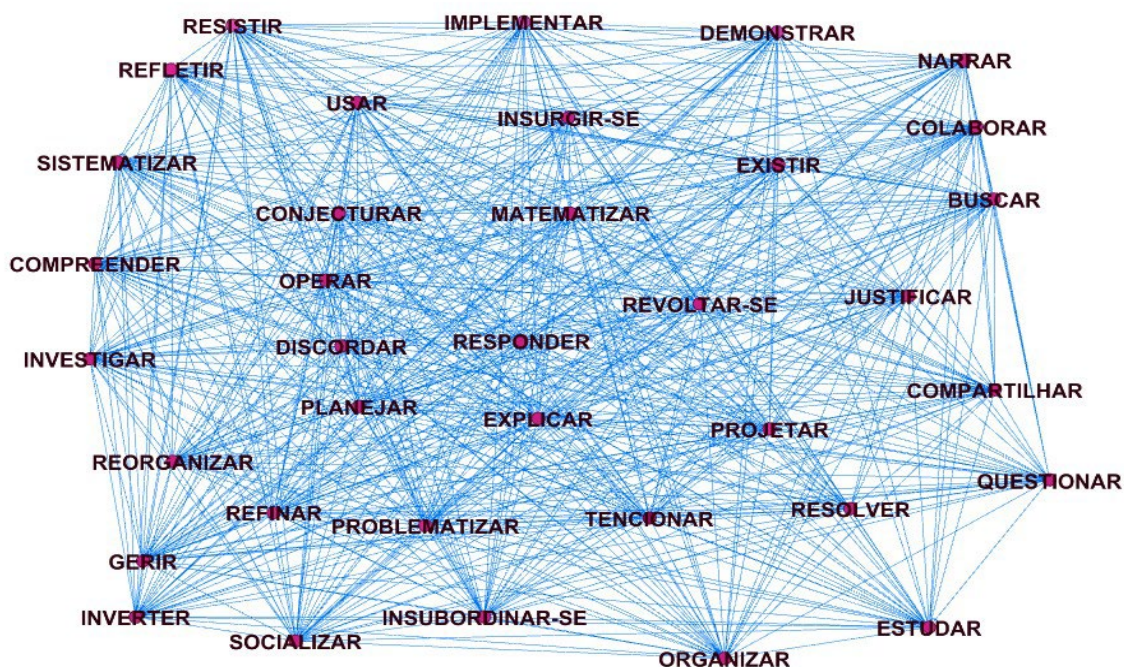 IMPLEMENTAR
RESISTIR
DEMONSTRAR
NARRAR
REFLETIR
USAR
INSURGIR-SE
COLABORAR
SISTEMATIZAR
EXISTIR
BUSCAR
CONJECTURAR
MATEMATIZAR
COMPREENDER
OPERAR
REVOLTAR-SE
JUSTIFICAR
DISCORDAR
RESPONDER
INVESTIGAR
COMPARTILHAR
PLANEJAR
EXPLICAR
PROJETAR
REORGANIZAR
QUESTIONAR
REFINAR
PROBLEMATIZAR
TENCIONAR
RESOLVER
GERIR
INVERTER
INSUBORDINAR-SE
SOCIALIZAR
ESTUDAR
ORGANIZAR